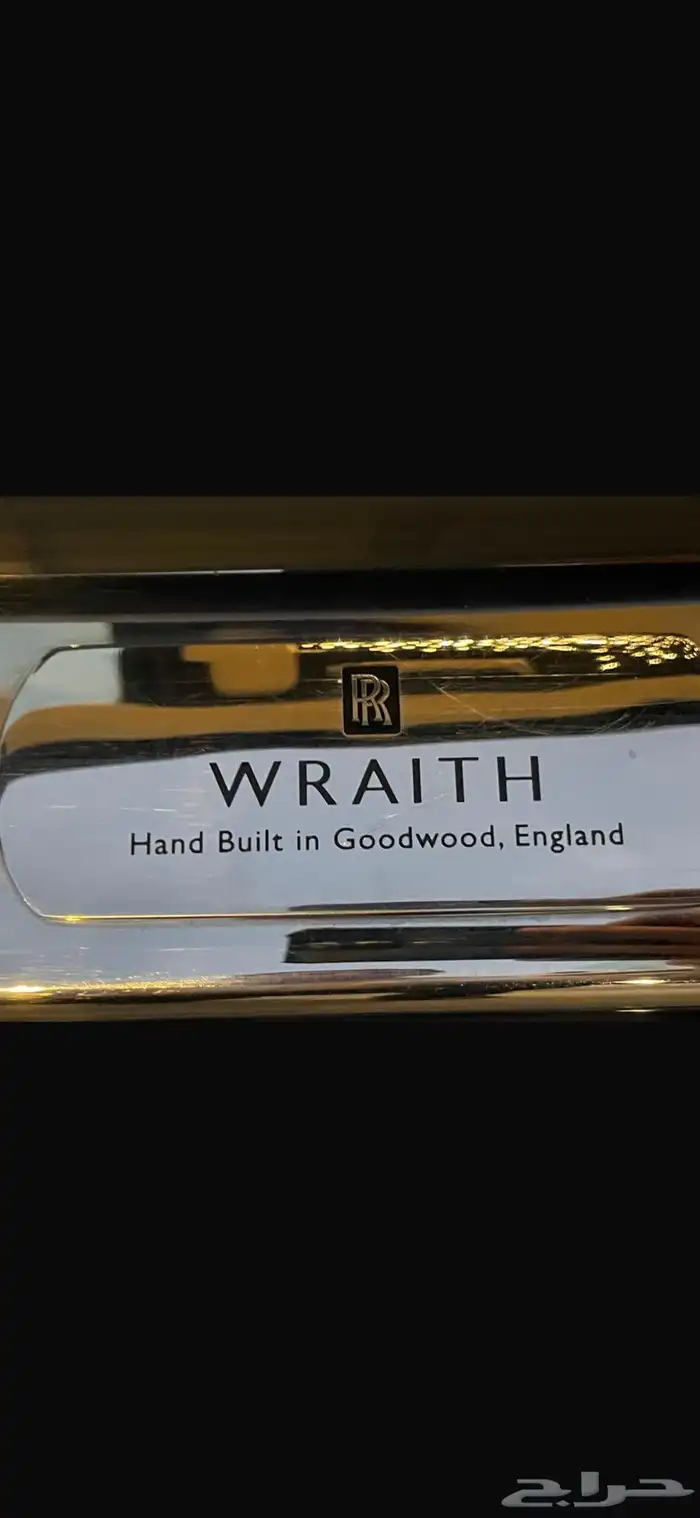 RR
WRAITH
Hand Built in Goodwood, England
حراج